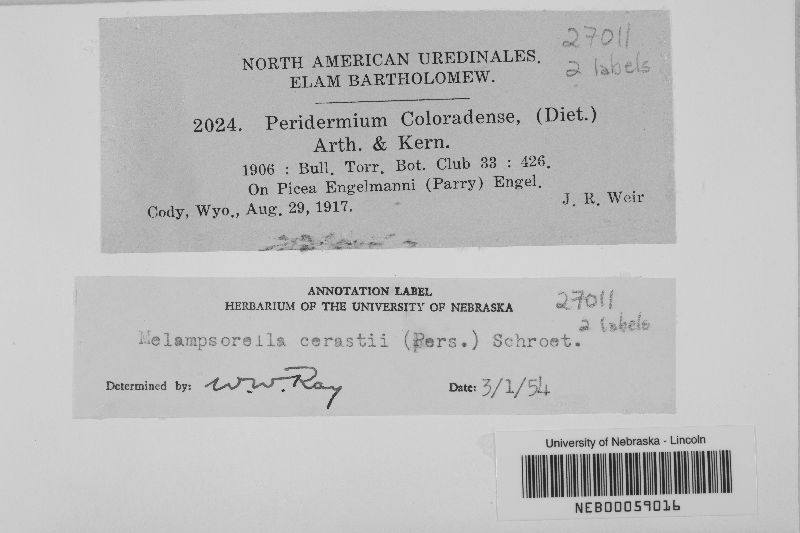 NORTH AMERICAN UREDINALES.
ELAM BARTHOLOMEW.
27011
2 labels
2024. Peridermium Coloradense, (Diet.)
Arth. & Kern.
1906 : Bull. Torr. Bot. Club 33 : 426.
On Picea Engelmanni (Parry) Engel.
Cody, Wyo., Aug. 29, 1917.
J. R. Weir
ANNOTATION LABEL
HERBARIUM OF THE UNIVERSITY OF NEBRASKA
27011
2 labels
Melampsorella cerastii (Pers.) Schroet.
Determined by: W.W. Ray
Date: 3/1/54
University of Nebraska - Lincoln
NEB00059016